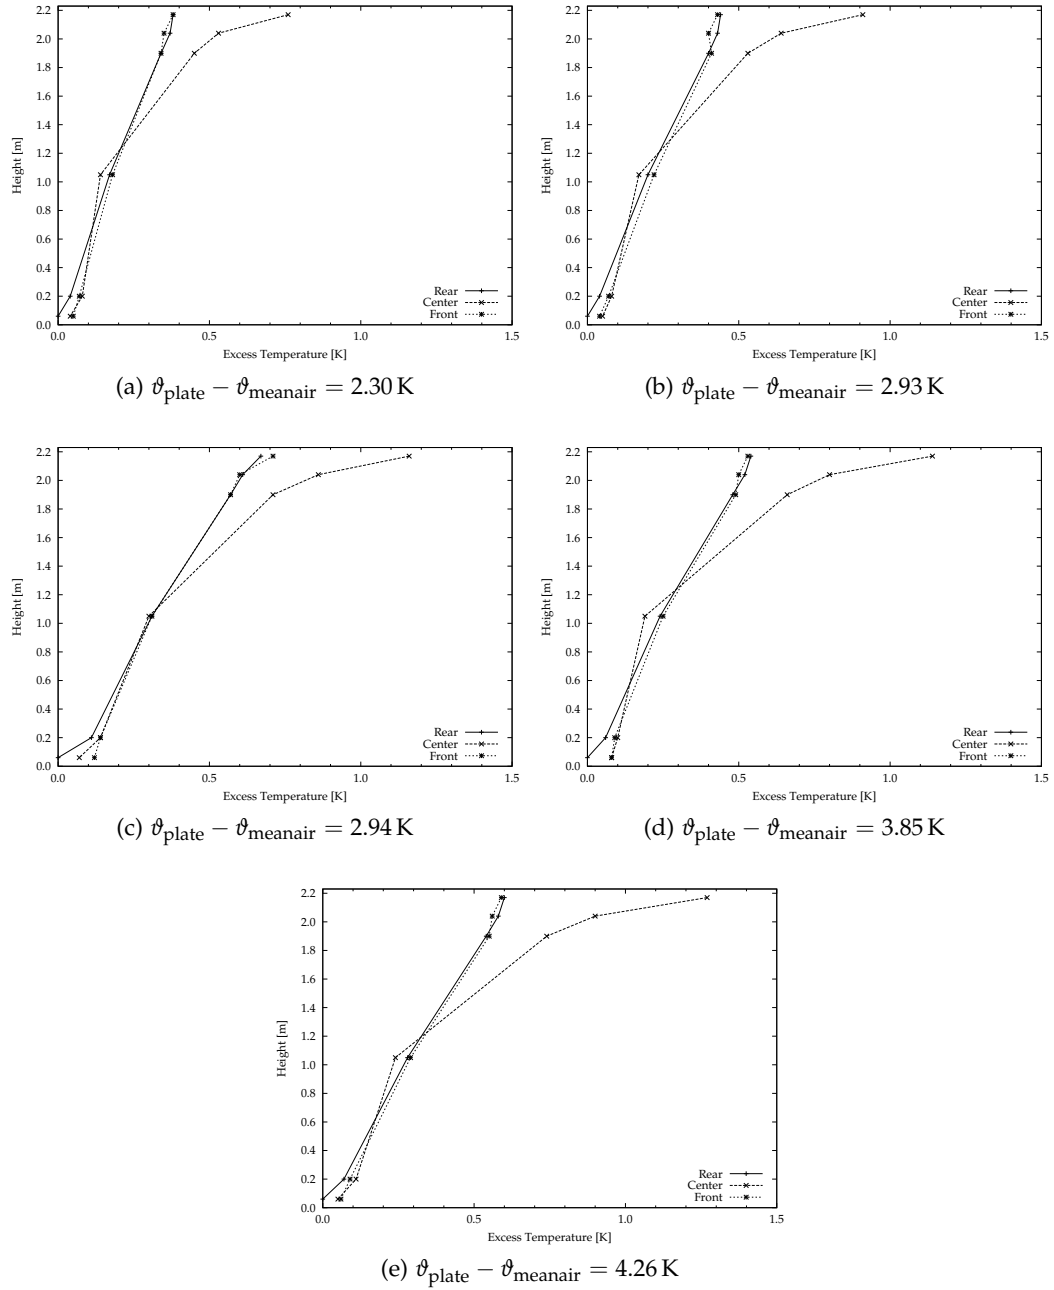 2.2
2.0
1.8
1.6
1.4
1.2
1.0
0.8
0.6
0.4
0.2
0.0
Height [m]
Rear
Center
Front
0.0 0.5 1.0 1.5
Excess Temperature [K]
(a) ϑplate − ϑmeanair = 2.30 K
2.2
2.0
1.8
1.6
1.4
1.2
1.0
0.8
0.6
0.4
0.2
0.0
Height [m]
Rear
Center
Front
0.0 0.5 1.0 1.5
Excess Temperature [K]
(b) ϑplate − ϑmeanair = 2.93 K
2.2
2.0
1.8
1.6
1.4
1.2
1.0
0.8
0.6
0.4
0.2
0.0
Height [m]
Rear
Center
Front
0.0 0.5 1.0 1.5
Excess Temperature [K]
(c) ϑplate − ϑmeanair = 2.94 K
2.2
2.0
1.8
1.6
1.4
1.2
1.0
0.8
0.6
0.4
0.2
0.0
Height [m]
Rear
Center
Front
0.0 0.5 1.0 1.5
Excess Temperature [K]
(d) ϑplate − ϑmeanair = 3.85 K
2.2
2.0
1.8
1.6
1.4
1.2
1.0
0.8
0.6
0.4
0.2
0.0
Height [m]
Rear
Center
Front
0.0 0.5 1.0 1.5
Excess Temperature [K]
(e) ϑplate − ϑmeanair = 4.26 K